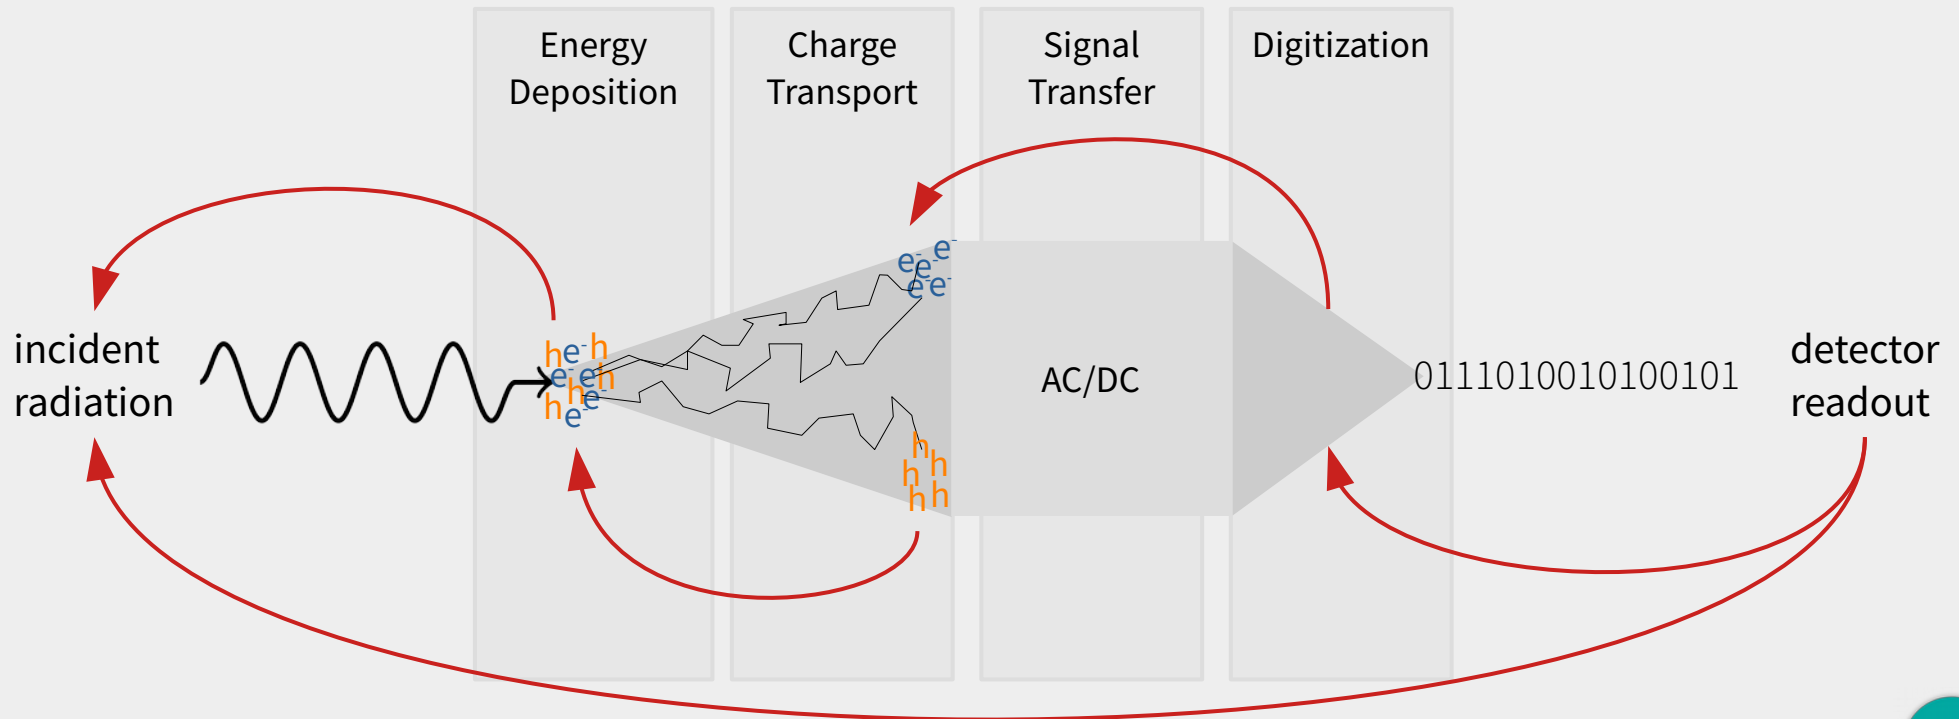 Energy
Deposition
Charge
Transport
Signal
Transfer
Digitization
incident
radiation
h e⁻ h
e⁻ e⁻ h
h e⁻
h e⁻
e⁻ e⁻
e⁻
e⁻ e⁻
h
h h
h h
AC/DC
0111010010100101
detector
readout